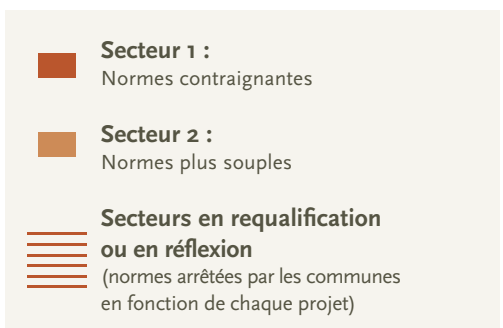 Secteur 1 :
Normes contraignantes
Secteur 2 :
Normes plus souples
Secteurs en requalification
ou en réflexion
(normes arrêtées par les communes
en fonction de chaque projet)